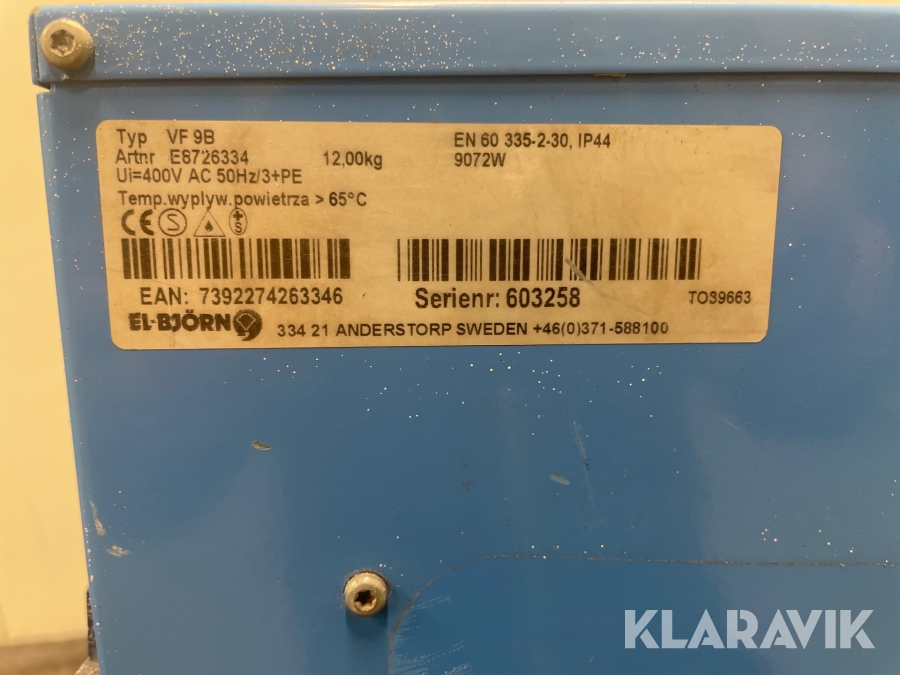 Typ VF 9B EN 60 335-2-30, IP44
Artnr E8726334 12,00kg 9072W
Ui=400V AC 50Hz/3+PE
Temp.wyplyw.powietrza > 65°C
CE S S
EAN: 7392274263346 Serienr: 603258 TO39663
EL-BJÖRN 334 21 ANDERSTORP SWEDEN +46(0)371-588100
KLARAVIK